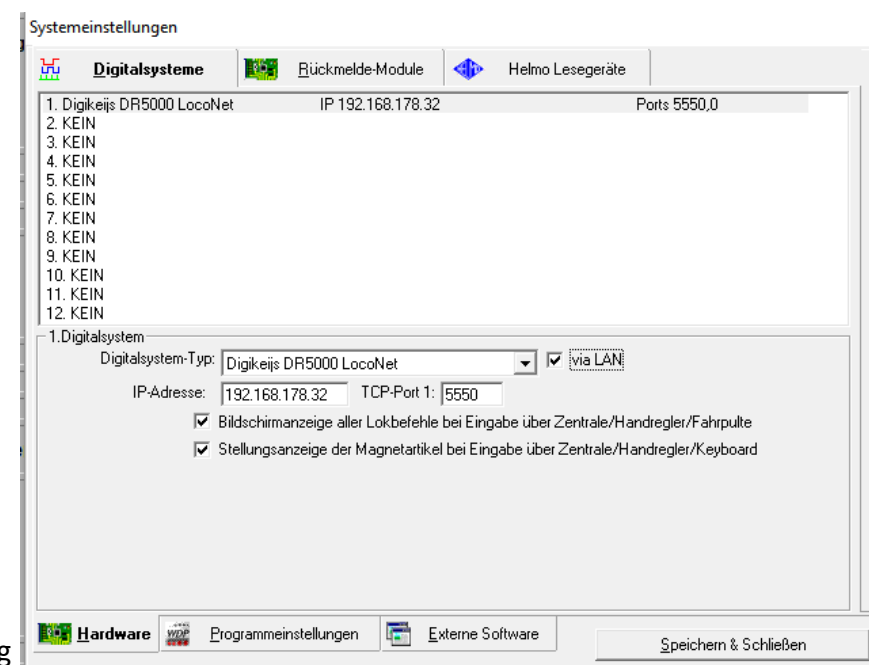 Systemeinstellungen
g
Digitalsysteme Rückmelde-Module Helmo Lesegeräte
1. Digikeijs DR5000 LocoNet IP 192.168.178.32 Ports 5550,0
2. KEIN
3. KEIN
4. KEIN
5. KEIN
6. KEIN
7. KEIN
8. KEIN
9. KEIN
10. KEIN
11. KEIN
12. KEIN
1.Digitalsystem
Digitalsystem-Typ: Digikeijs DR5000 LocoNet via LAN
IP-Adresse: 192.168.178.32 TCP-Port 1: 5550
Bildschirmanzeige aller Lokbefehle bei Eingabe über Zentrale/Handregler/Fahrpulte
Stellungsanzeige der Magnetartikel bei Eingabe über Zentrale/Handregler/Keyboard
Hardware WDP Programmeinstellungen Externe Software
Speichern & Schließen
g